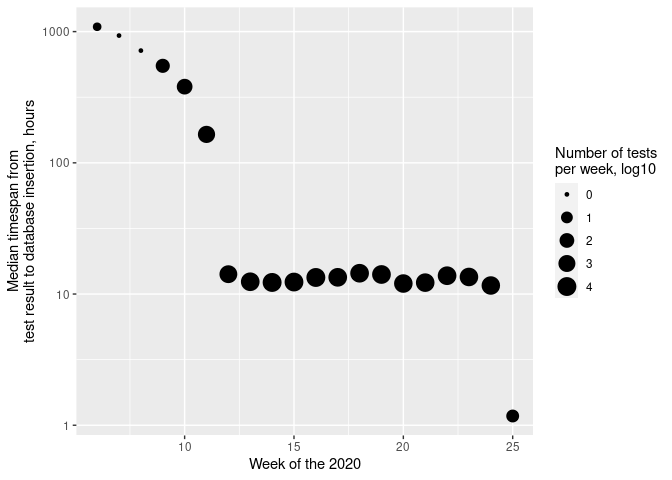 1000
100
10
1
Median timespan from
test result to database insertion, hours
10
15
20
25
Week of the 2020
Number of tests
per week, log10
0
1
2
3
4